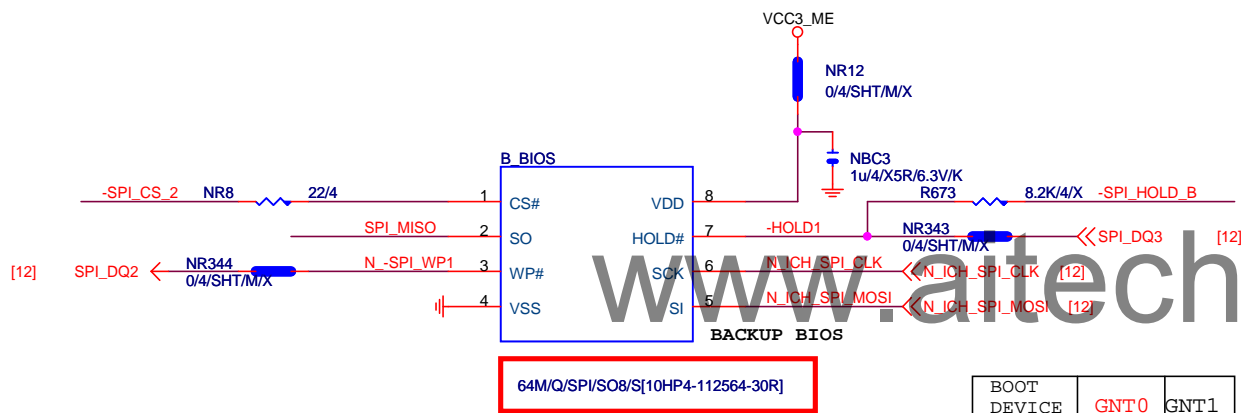 VCC3_ME
NR12
0/4/SHT/M/X
B_BIOS
NBC3
1u/4/X5R/6.3V/K
-SPI_CS_2 NR8 22/4 1 CS# VDD 8 R673 8.2K/4/X -SPI_HOLD_B
SPI_MISO 2 SO HOLD# 7 -HOLD1 NR343 SPI_DQ3 [12]
0/4/SHT/M/X
[12] SPI_DQ2 NR344 N_-SPI_WP1 3 WP# SCK 6 N_ICH_SPI_CLK N_ICH_SPI_CLK [12]
0/4/SHT/M/X
4 VSS SI 5 N_ICH_SPI_MOSI N_ICH_SPI_MOSI [12]
www.aitech
BACKUP BIOS
64M/Q/SPI/SO8/S[10HP4-112564-30R]
BOOT DEVICE GNT0 GNT1